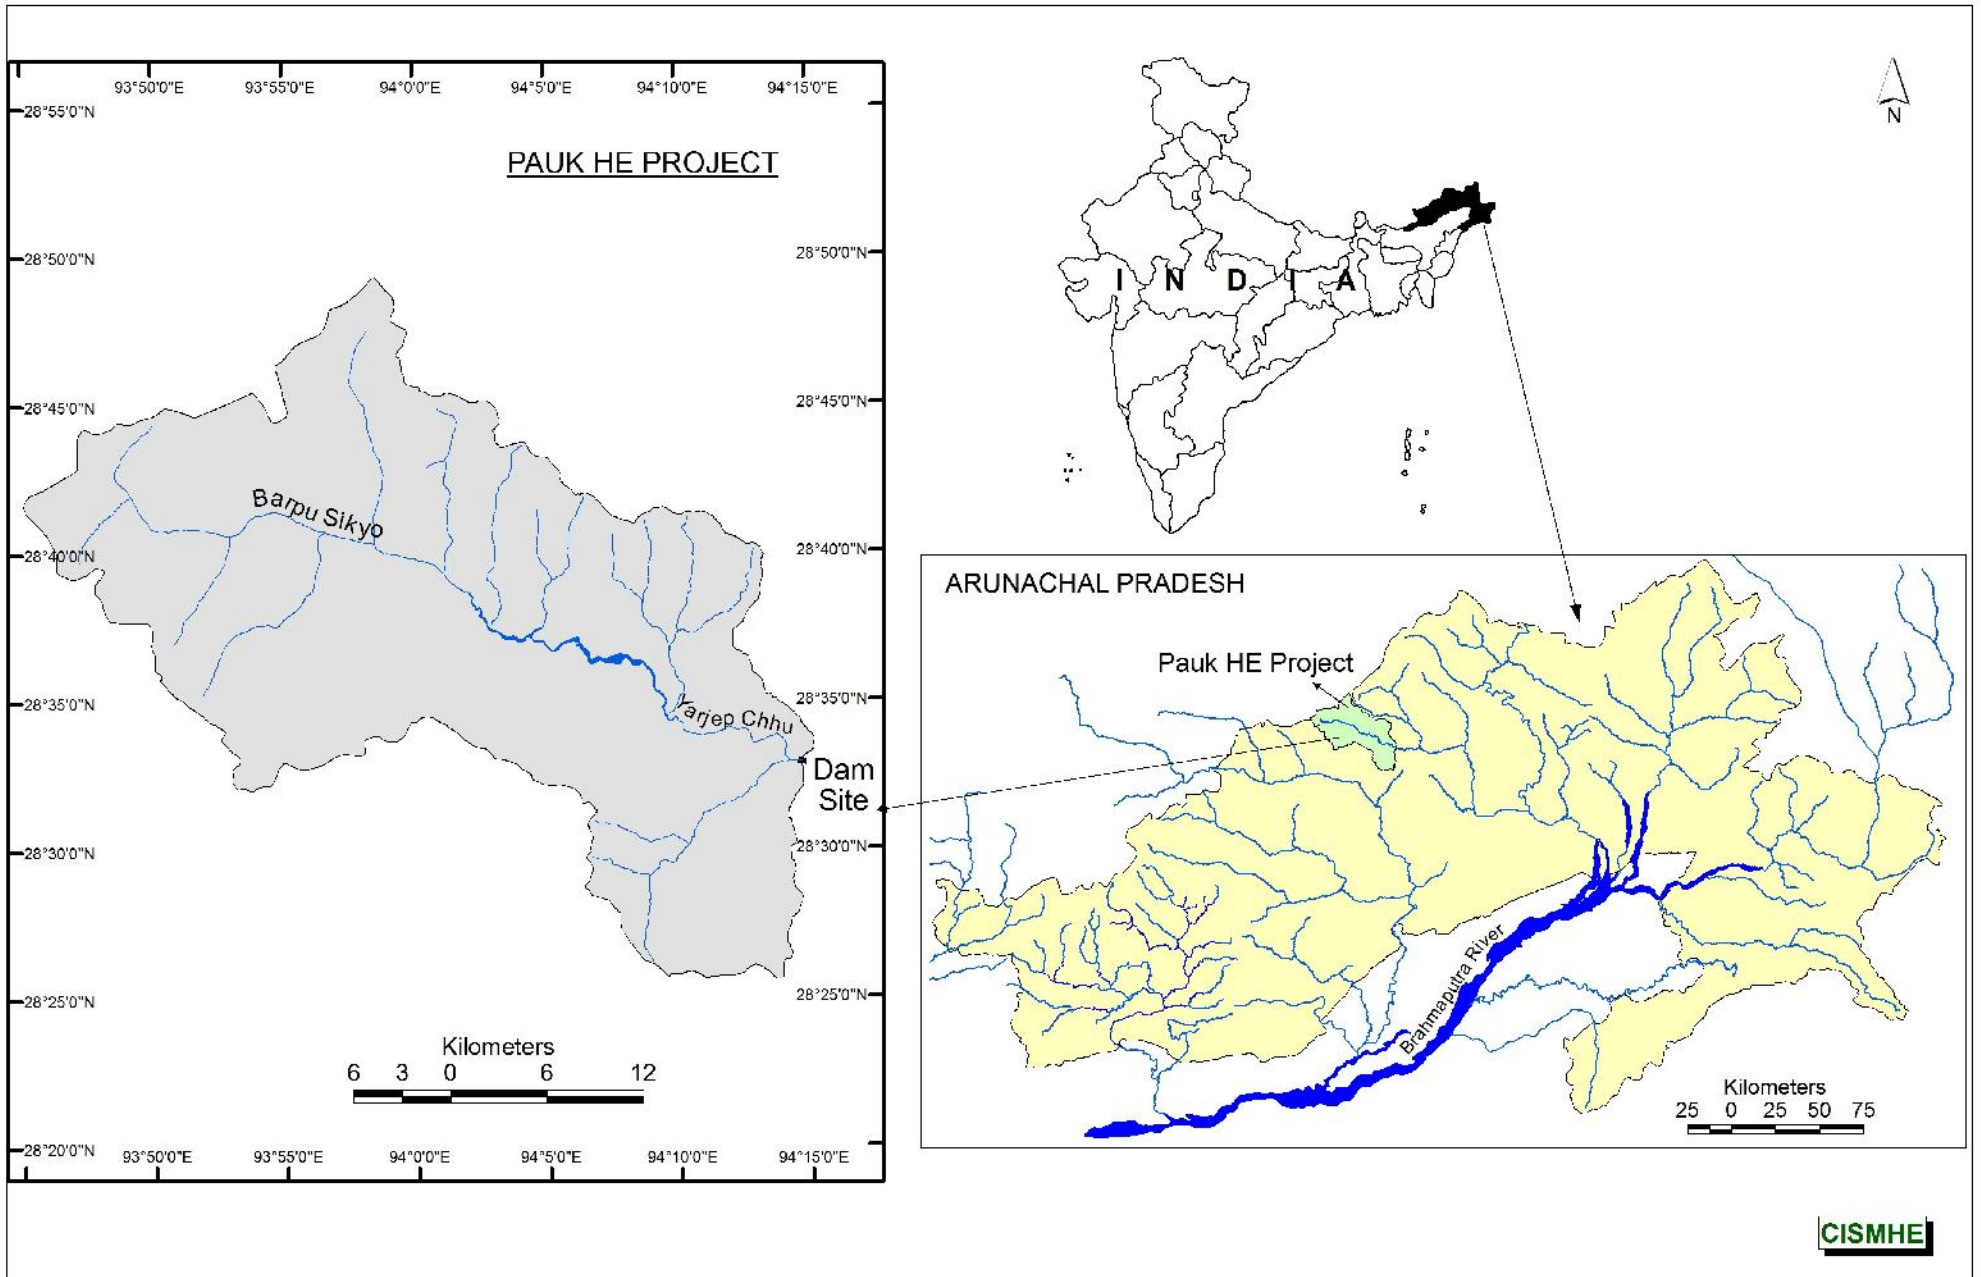 93°50'0"E 93°55'0"E 94°0'0"E 94°5'0"E 94°10'0"E 94°15'0"E
28°55'0"N
PAUK HE PROJECT
28°50'0"N
28°50'0"N
28°45'0"N
28°45'0"N
Barpu Sikyo
28°40'0"N
28°40'0"N
28°35'0"N
28°35'0"N
Yarjep Chhu
Dam
Site
28°30'0"N
28°30'0"N
28°25'0"N
28°25'0"N
Kilometers
6 3 0 6 12
28°20'0"N
93°50'0"E 93°55'0"E 94°0'0"E 94°5'0"E 94°10'0"E 94°15'0"E
N
I N D I A
ARUNACHAL PRADESH
Pauk HE Project
Brahmaputra River
Kilometers
25 0 25 50 75
CISMHE